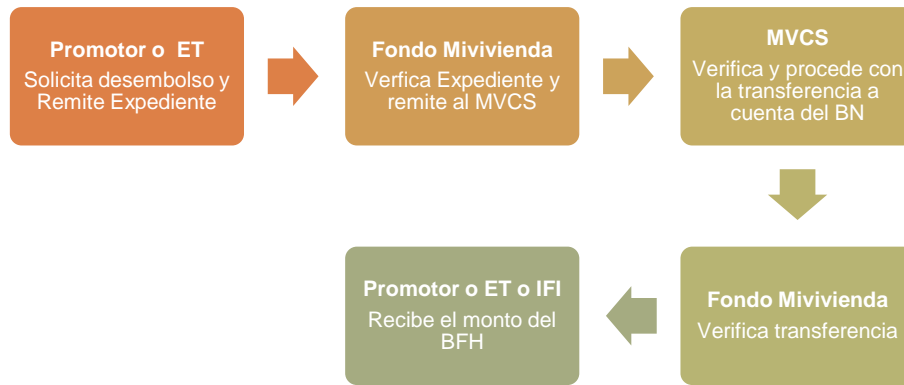 Promotor o ET
Solicita desembolso y
Remite Expediente
Fondo Mivivienda
Verfica Expediente y
remite al MVCS
MVCS
Verifica y procede con
la transferencia a
cuenta del BN
Fondo Mivivienda
Verifica transferencia
Promotor o ET o IFI
Recibe el monto del
BFH